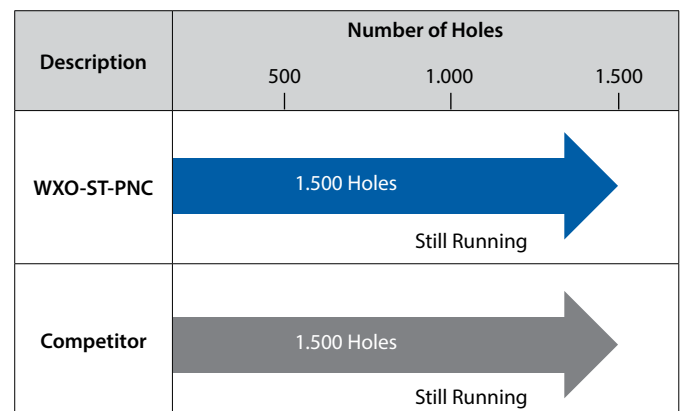 Number of Holes
Description
500 1.000 1.500
WXO-ST-PNC
1.500 Holes
Still Running
Competitor
1.500 Holes
Still Running